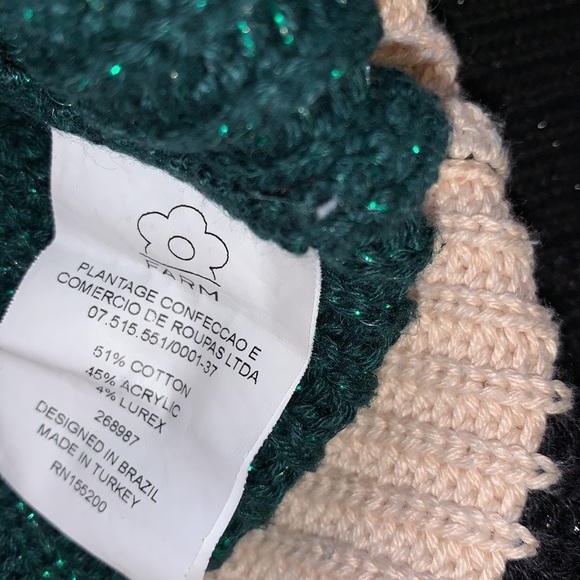 FARM
PLANTAGE CONFECCAO E
COMERCIO DE ROUPAS LTDA
07.515.551/0001-37
51% COTTON
45% ACRYLIC
4% LUREX
268987
DESIGNED IN BRAZIL
MADE IN TURKEY
RN155200